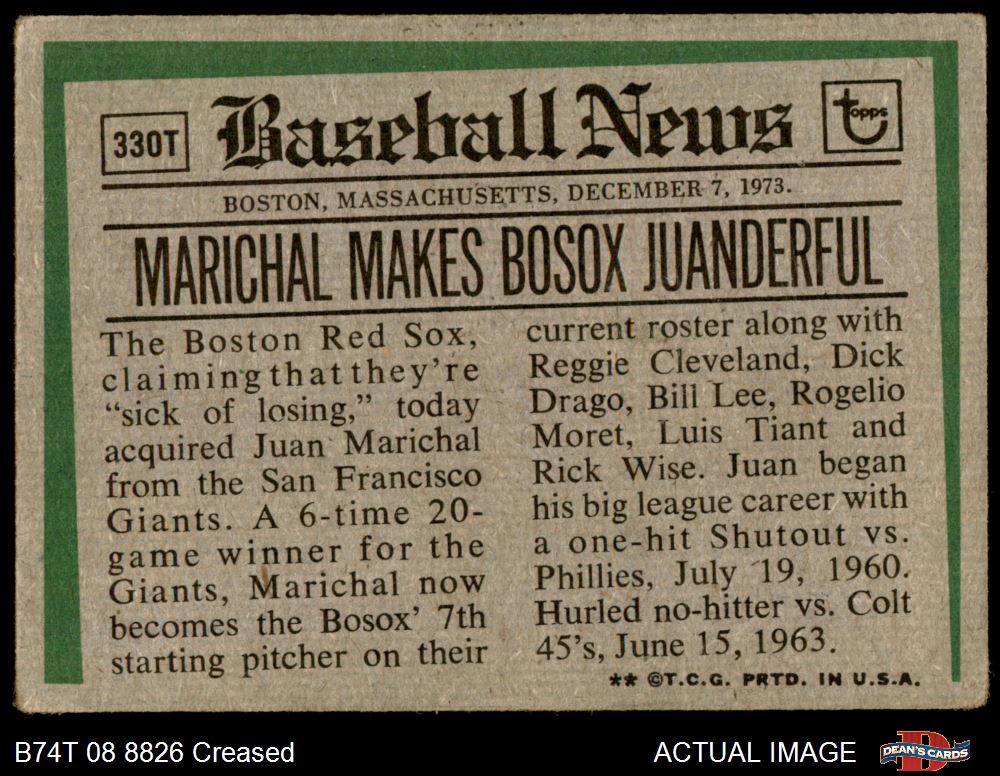 330T
Baseball News
topps
BOSTON, MASSACHUSETTS, DECEMBER 7, 1973.
MARICHAL MAKES BOSOX JUANDERFUL
The Boston Red Sox,
claiming that they're
"sick of losing," today
acquired Juan Marichal
from the San Francisco
Giants. A 6-time 20-
game winner for the
Giants, Marichal now
becomes the Bosox' 7th
starting pitcher on their
current roster along with
Reggie Cleveland, Dick
Drago, Bill Lee, Rogelio
Moret, Luis Tiant and
Rick Wise. Juan began
his big league career with
a one-hit Shutout vs.
Phillies, July 19, 1960.
Hurled no-hitter vs. Colt
45's, June 15, 1963.
** ©T.C.G. PRTD. IN U.S.A.
B74T 08 8826 Creased
ACTUAL IMAGE
D
DEAN'S CARDS